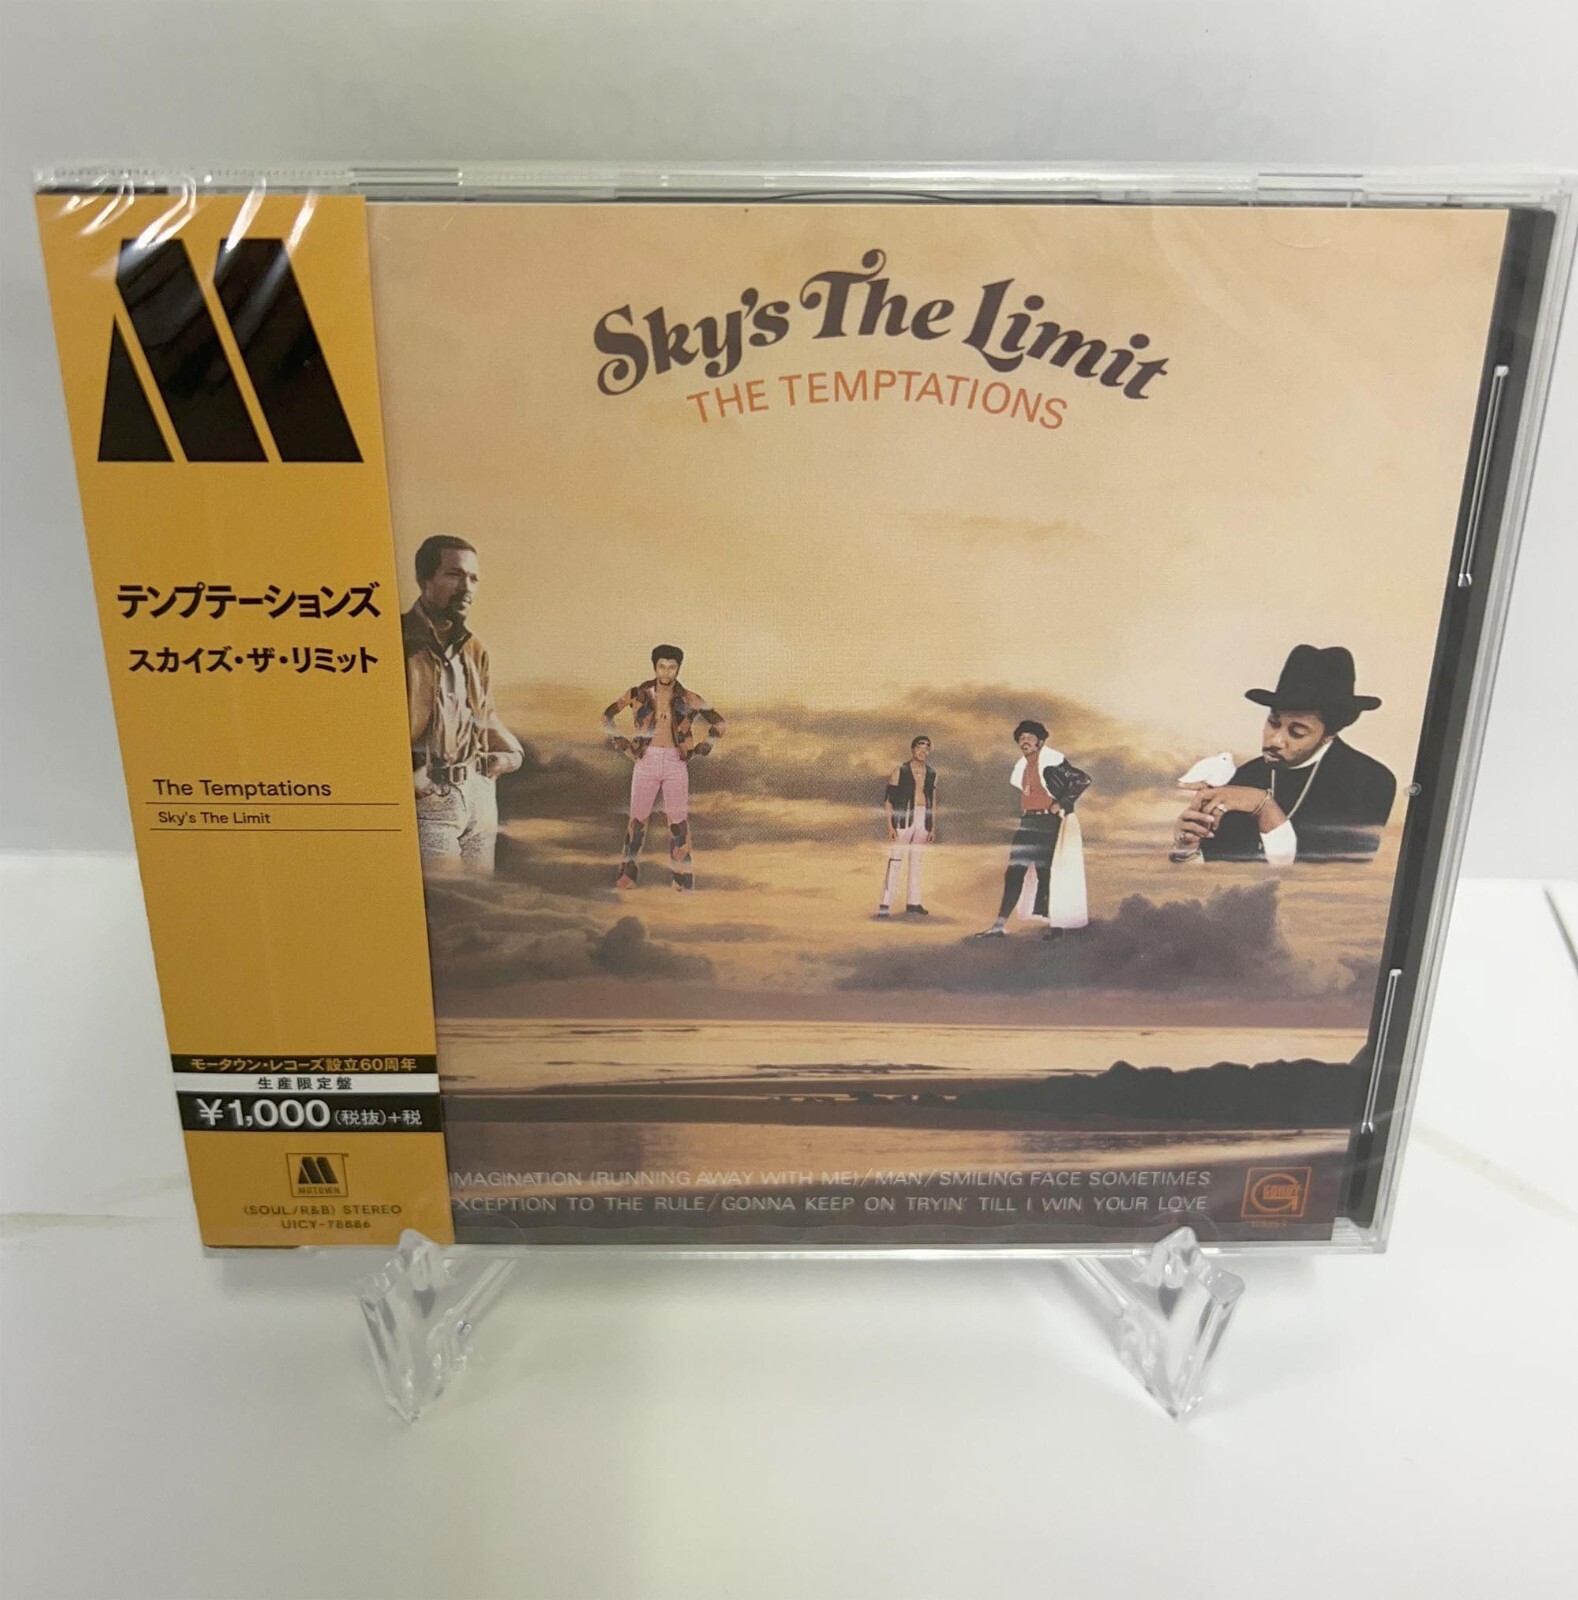 テンプテーションズ
スカイズ・ザ・リミット
The Temptations
Sky's The Limit
モータウン・レコーズ設立60周年
生産限定盤
¥1,000(税抜)+税
MOTOWN
(SOUL/R&B) STEREO
UICY-78886
Sky's The Limit
THE TEMPTATIONS
IMAGINATION (RUNNING AWAY WITH ME)/MAN/SMILING FACE SOMETIMES
XCEPTION TO THE RULE/GONNA KEEP ON TRYIN' TILL I WIN YOUR LOVE
GORDY